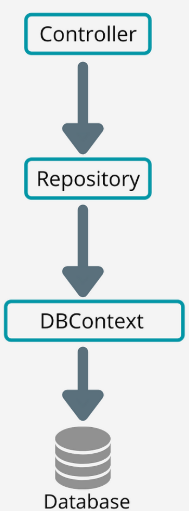 Controller
Repository
DBContext
Database